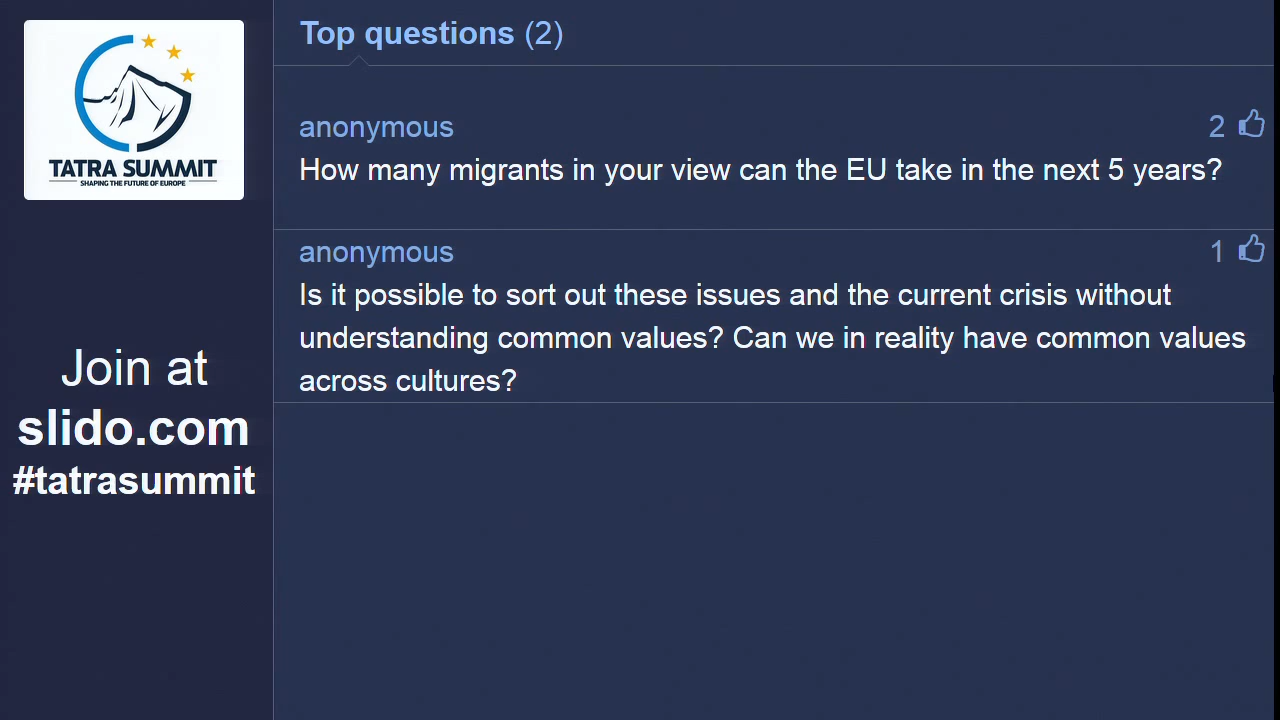 TATRA SUMMIT
SHAPING THE FUTURE OF EUROPE
Join at
slido.com
#tatrasummit
Top questions (2)
anonymous
2
How many migrants in your view can the EU take in the next 5 years?
anonymous
1
Is it possible to sort out these issues and the current crisis without
understanding common values? Can we in reality have common values
across cultures?